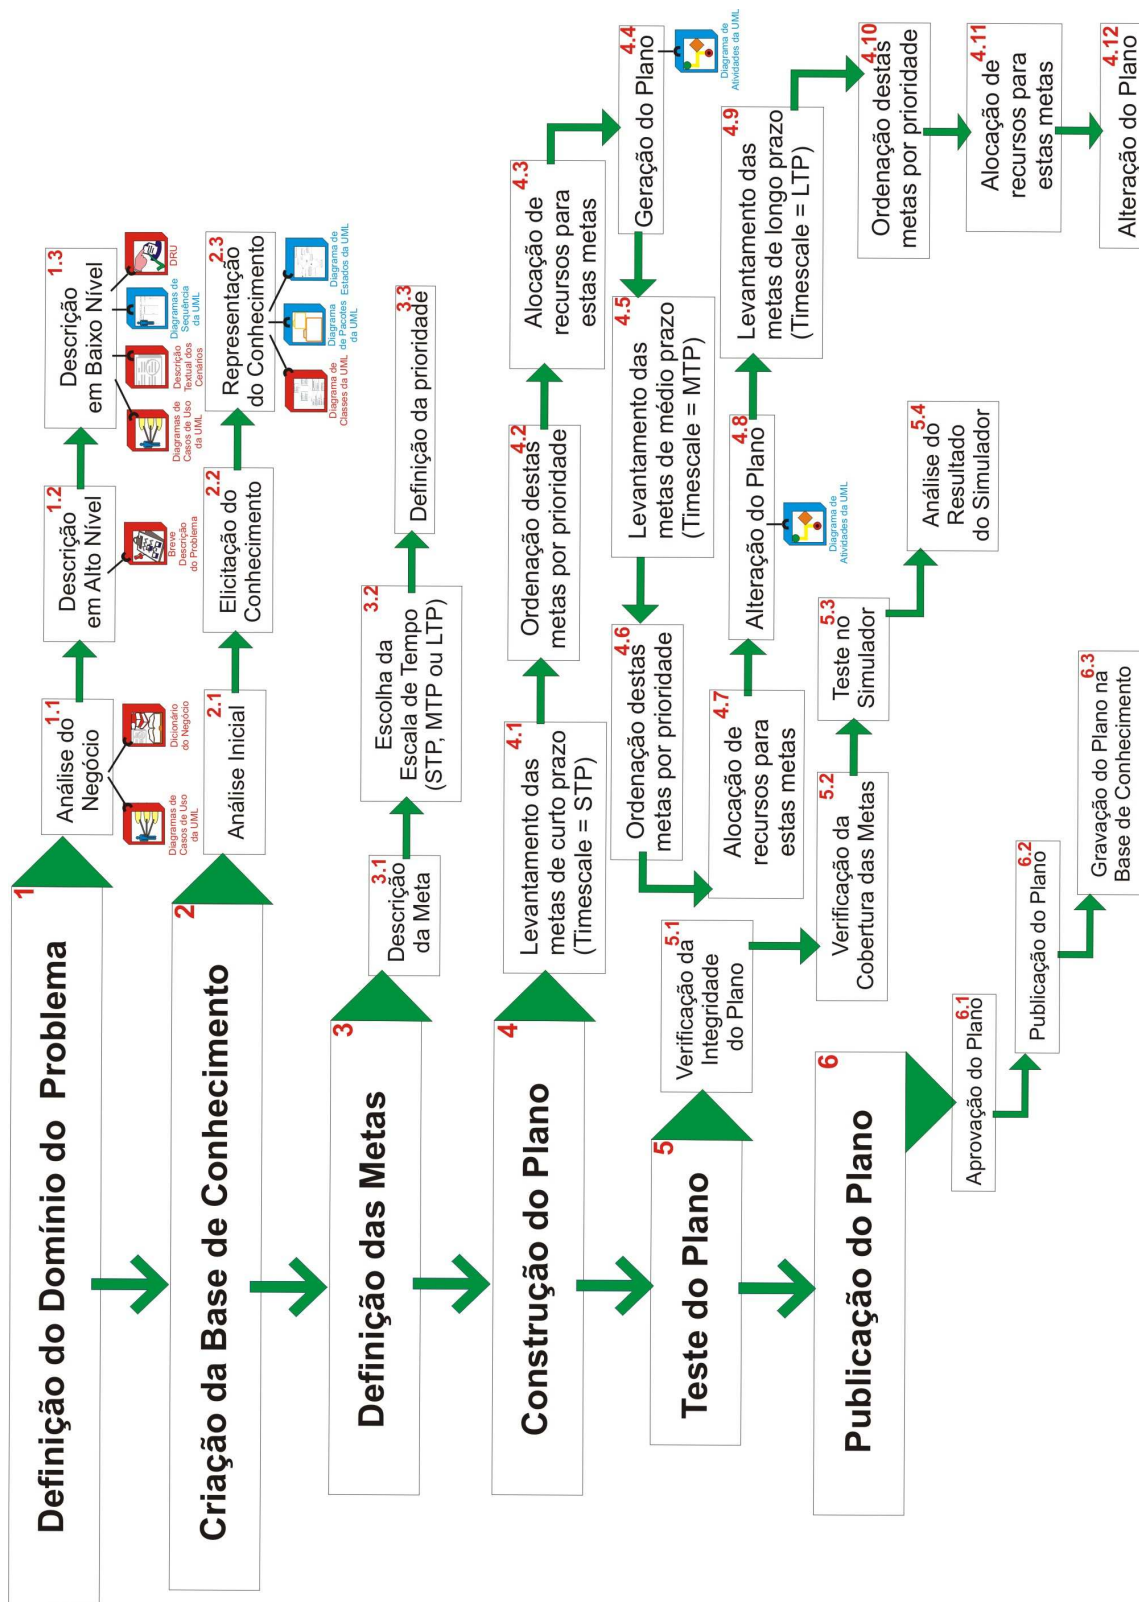 1
Definição do Domínio do Problema
1.1
Análise do
Negócio
Diagramas de
Casos de Uso
da UML
Dicionário
do Negócio
1.2
Descrição
em Alto Nível
Breve
Descrição
do Problema
1.3
Descrição
em Baixo Nível
Diagramas de
Casos de Uso
da UML
Descrição
Textual dos
Cenários
Diagramas de
Sequência
da UML
DRU
2
Criação da Base de Conhecimento
2.1
Análise Inicial
2.2
Elicitação do
Conhecimento
2.3
Representação
do Conhecimento
Diagrama de
Classes da UML
Diagrama
de Pacotes
da UML
Diagrama de
Estados da UML
3
Definição das Metas
3.1
Descrição
da Meta
3.2
Escolha da
Escala de Tempo
(STP, MTP ou LTP)
3.3
Definição da prioridade
4
Construção do Plano
4.1
Levantamento das
metas de curto prazo
(Timescale = STP)
4.2
Ordenação destas
metas por prioridade
4.3
Alocação de
recursos para
estas metas
4.4
Geração do Plano
Diagrama de
Atividades da UML
4.5
Levantamento das
metas de médio prazo
(Timescale = MTP)
4.6
Ordenação destas
metas por prioridade
4.7
Alocação de
recursos para
estas metas
4.8
Alteração do Plano
Diagrama de
Atividades da UML
4.9
Levantamento das
metas de longo prazo
(Timescale = LTP)
4.10
Ordenação destas
metas por prioridade
4.11
Alocação de
recursos para
estas metas
4.12
Alteração do Plano
5
Teste do Plano
5.1
Verificação da
Integridade
do Plano
5.2
Verificação da
Cobertura das Metas
5.3
Teste no
Simulador
5.4
Análise do
Resultado
do Simulador
6
Publicação do Plano
6.1
Aprovação do Plano
6.2
Publicação do Plano
6.3
Gravação do Plano na
Base de Conhecimento